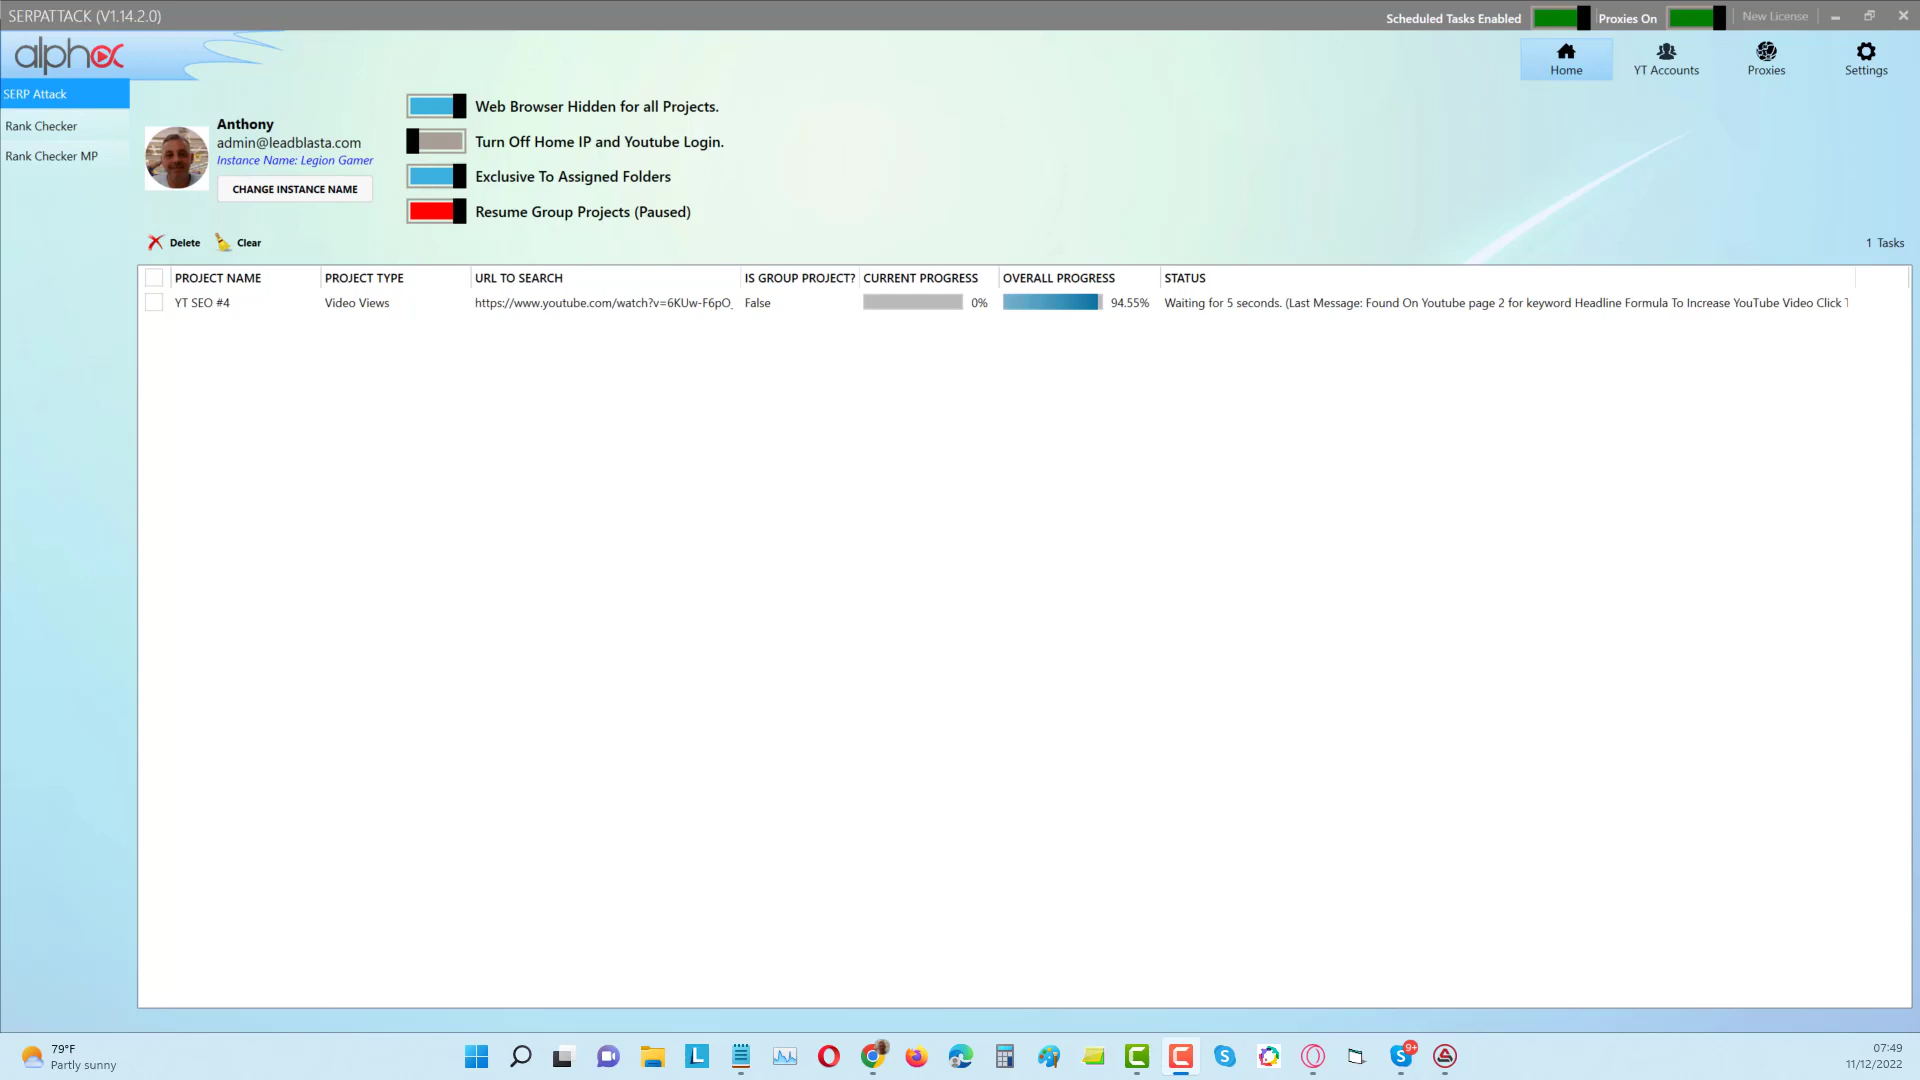 SERPATTACK (V1.14.2.0)
Scheduled Tasks Enabled
Proxies On
New License
alphex
Home
YT Accounts
Proxies
Settings
SERP Attack
Rank Checker
Rank Checker MP
Anthony
admin@leadblasta.com
Instance Name: Legion Gamer
CHANGE INSTANCE NAME
Web Browser Hidden for all Projects.
Turn Off Home IP and Youtube Login.
Exclusive To Assigned Folders
Resume Group Projects (Paused)
Delete
Clear
1 Tasks
PROJECT NAME PROJECT TYPE URL TO SEARCH IS GROUP PROJECT? CURRENT PROGRESS OVERALL PROGRESS STATUS
YT SEO #4 Video Views https://www.youtube.com/watch?v=6KUw-F6pO_ False 0% 94.55% Waiting for 5 seconds. (Last Message: Found On Youtube page 2 for keyword Headline Formula To Increase YouTube Video Click T
79°F
Partly sunny
9+
07:49
11/12/2022